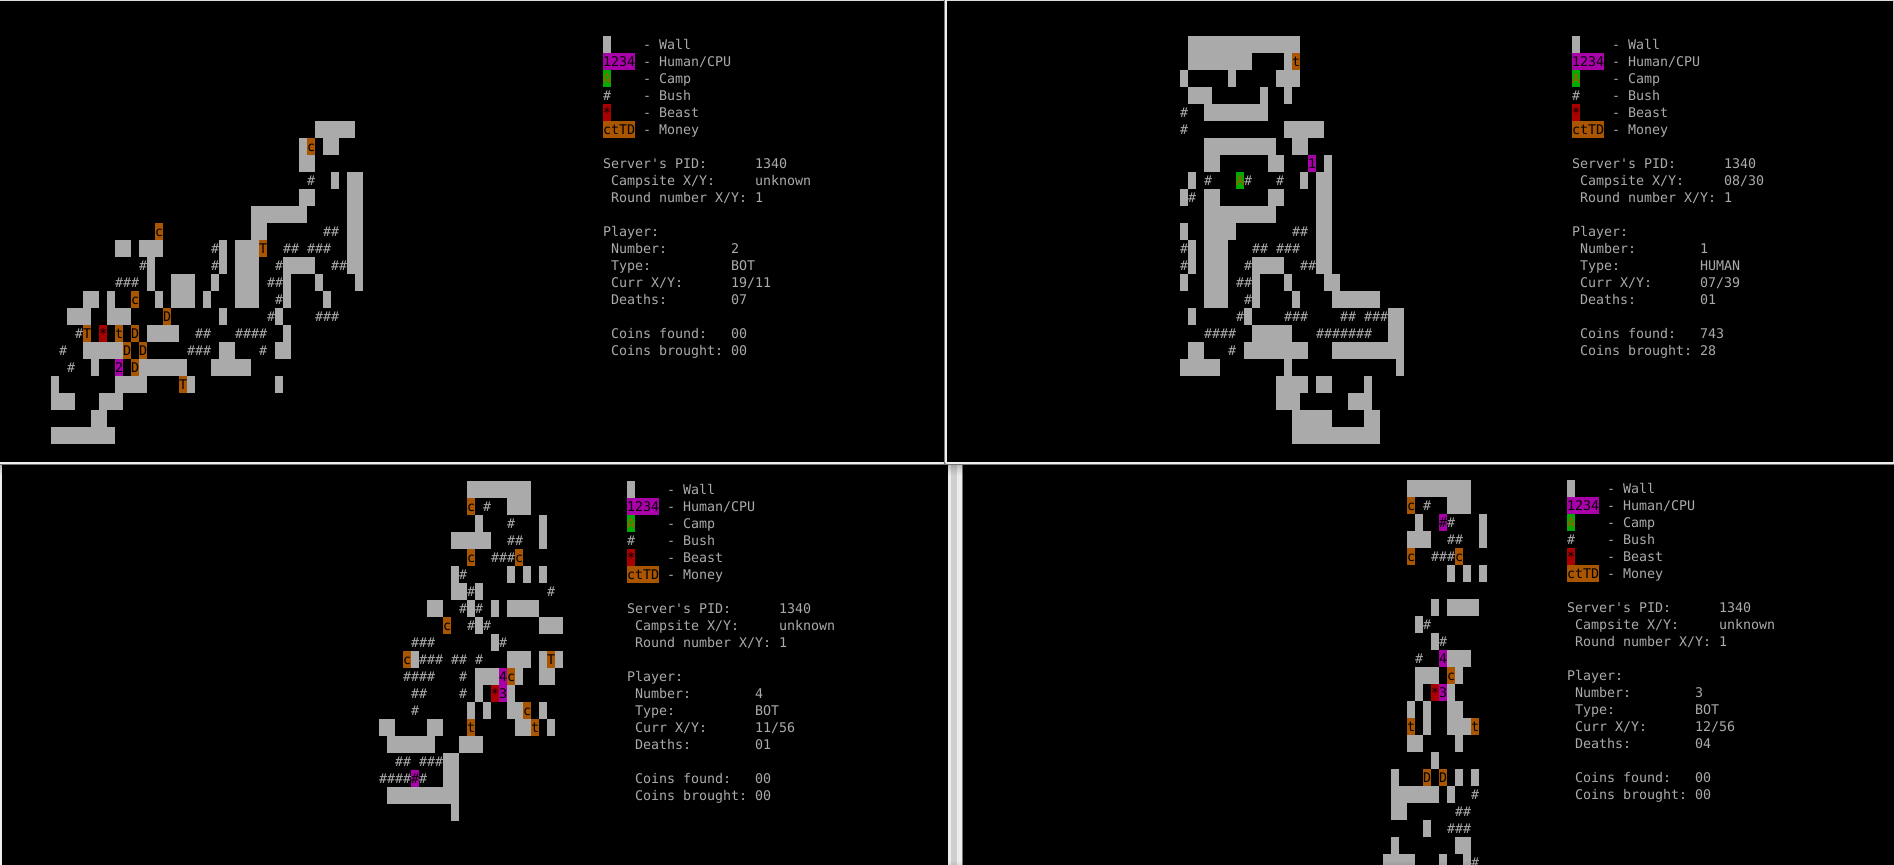 - Wall
1234 - Human/CPU
- Camp
# - Bush
* - Beast
ctTD - Money
Server's PID: 1340
Campsite X/Y: unknown
Round number X/Y: 1
Player:
Number: 2
Type: BOT
Curr X/Y: 19/11
Deaths: 07
Coins found: 00
Coins brought: 00
c
#
c ##
# T ## ###
# # # ##
### ##
c #
D # ###
#T * t D ## ####
# D D ### #
# 2 D
T
- Wall
1234 - Human/CPU
- Camp
# - Bush
* - Beast
ctTD - Money
Server's PID: 1340
Campsite X/Y: 08/30
Round number X/Y: 1
Player:
Number: 1
Type: HUMAN
Curr X/Y: 07/39
Deaths: 01
Coins found: 743
Coins brought: 28
t
#
#
1
# # #
#
##
# ## ###
# # ##
##
#
# ### ## ###
#### #######
#
- Wall
1234 - Human/CPU
- Camp
# - Bush
* - Beast
ctTD - Money
Server's PID: 1340
Campsite X/Y: unknown
Round number X/Y: 1
Player:
Number: 4
Type: BOT
Curr X/Y: 11/56
Deaths: 01
Coins found: 00
Coins brought: 00
c #
#
##
c ###c
#
# #
# #
c # #
### #
c ### ## # T
#### # 4c
## # *3
# c
t t
## ###
######
- Wall
1234 - Human/CPU
- Camp
# - Bush
* - Beast
ctTD - Money
Server's PID: 1340
Campsite X/Y: unknown
Round number X/Y: 1
Player:
Number: 3
Type: BOT
Curr X/Y: 12/56
Deaths: 04
Coins found: 00
Coins brought: 00
c #
##
##
c ###c
#
#
# 4
c
*3
t t
D D
#
##
###
#